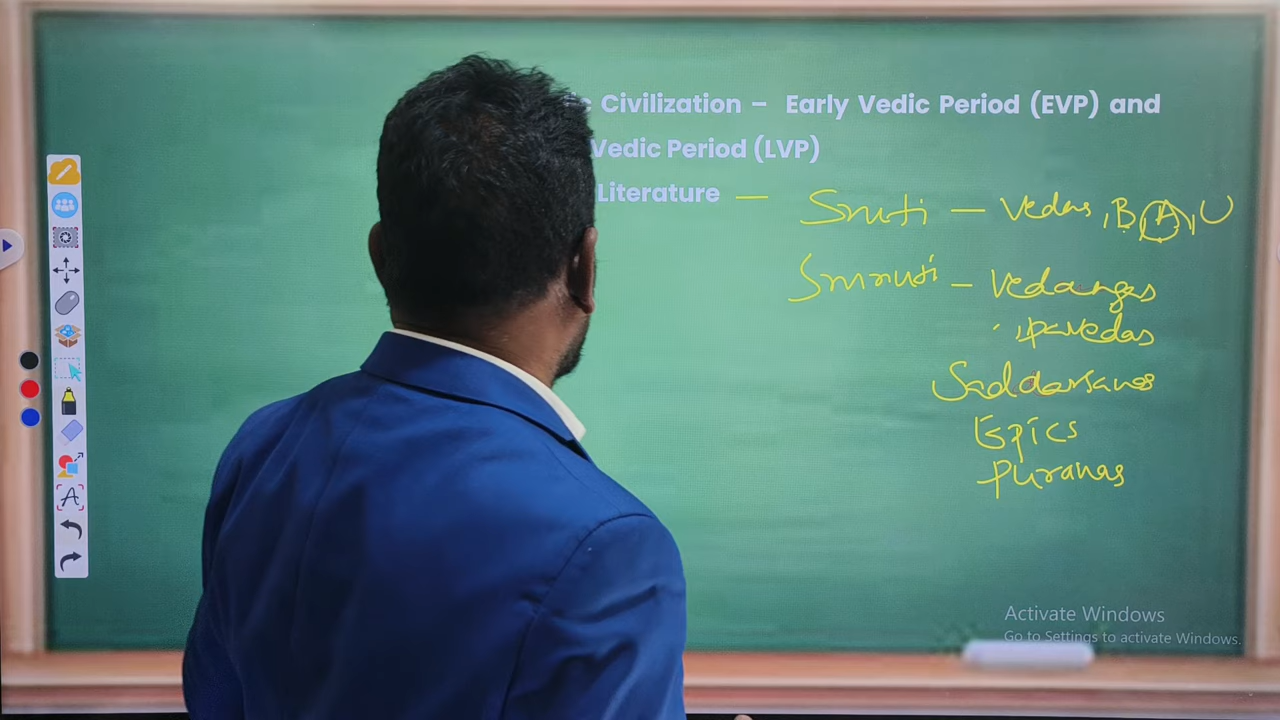 c Civilization – Early Vedic Period (EVP) and
Vedic Period (LVP)
Literature — Sruti — Vedas, B, A, U
Smruti – Vedangas
upavedas
Saddarsanas
Epics
Puranas
Activate Windows
Go to Settings to activate Windows.